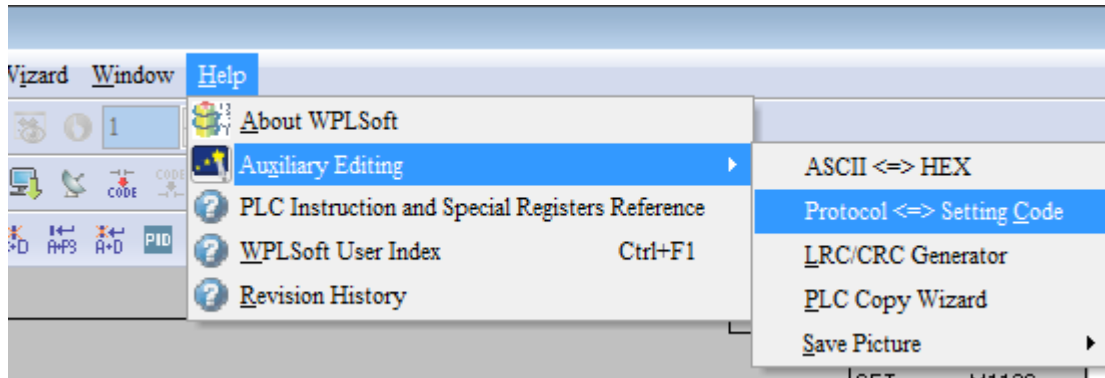 Wizard Window Help
1
About WPLSoft
Auxiliary Editing
PLC Instruction and Special Registers Reference
WPLSoft User Index Ctrl+F1
Revision History
ASCII <=> HEX
Protocol <=> Setting Code
LRC/CRC Generator
PLC Copy Wizard
Save Picture
CODE
CODE
PID